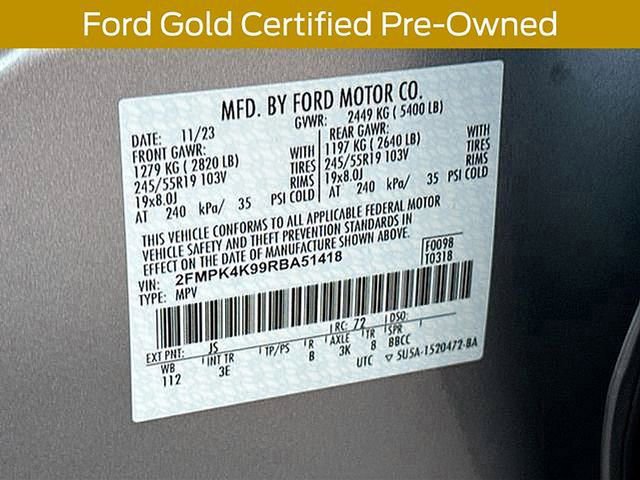 Ford Gold Certified Pre-Owned
MFD. BY FORD MOTOR CO.
DATE: 11/23 GVWR: 2449 KG ( 5400 LB)
FRONT GAWR: WITH REAR GAWR: WITH
1279 KG ( 2820 LB) TIRES 1197 KG ( 2640 LB) TIRES
245/55R19 103V RIMS 245/55R19 103V RIMS
19x8.0J PSI COLD 19x8.0J PSI COLD
AT 240 kPa/ 35 AT 240 kPa/ 35
THIS VEHICLE CONFORMS TO ALL APPLICABLE FEDERAL MOTOR
VEHICLE SAFETY AND THEFT PREVENTION STANDARDS IN
EFFECT ON THE DATE OF MANUFACTURE SHOWN ABOVE.
VIN: 2FMPK4K99RBA51418 F0098
TYPE: MPV T0318
EXT PNT: JS RC: 72 DSO:
WB INT TR TP/PS R AXLE TR SPR
112 3E B 3K 8 BBCC
UTC ▽ 5U5A-1520472-BA